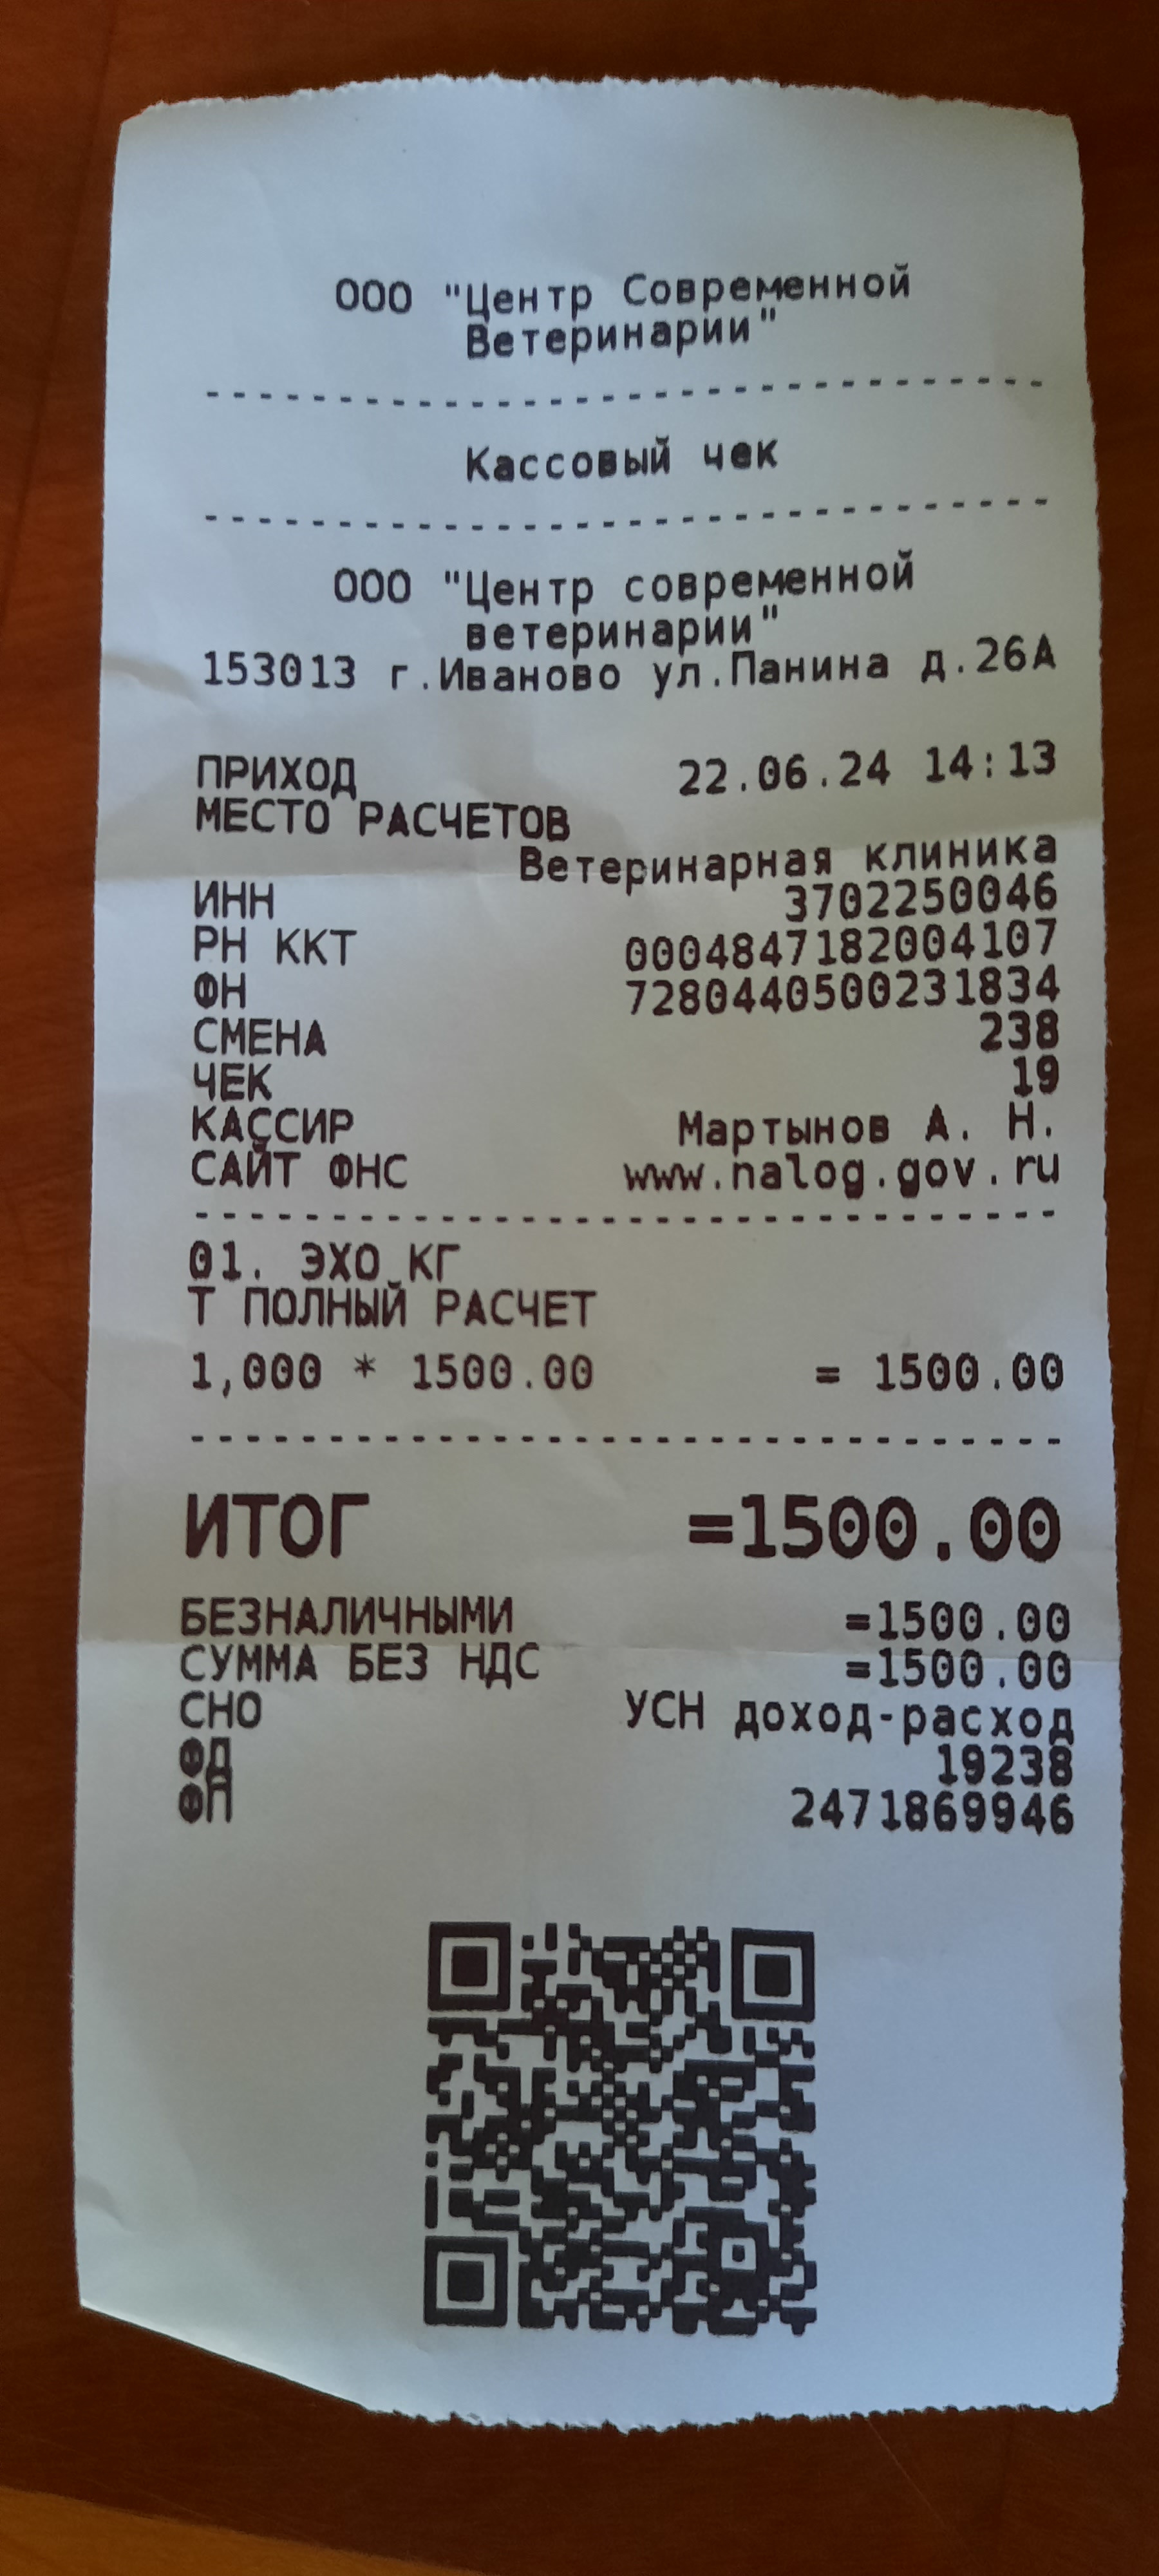 ООО "Центр Современной
Ветеринарии"
Кассовый чек
ООО "Центр современной
ветеринарии"
153013 г.Иваново ул.Панина д.26А
ПРИХОД 22.06.24 14:13
МЕСТО РАСЧЕТОВ
Ветеринарная клиника
ИНН 3702250046
РН ККТ 0004847182004107
ФН 7280440500231834
СМЕНА 238
ЧЕК 19
КАССИР Мартынов А. Н.
САЙТ ФНС www.nalog.gov.ru
01. ЭХО_КГ
Т ПОЛНЫЙ РАСЧЕТ
1,000 * 1500.00 = 1500.00
ИТОГ =1500.00
БЕЗНАЛИЧНЫМИ =1500.00
СУММА БЕЗ НДС =1500.00
СНО УСН доход-расход
ФД 19238
ФП 2471869946